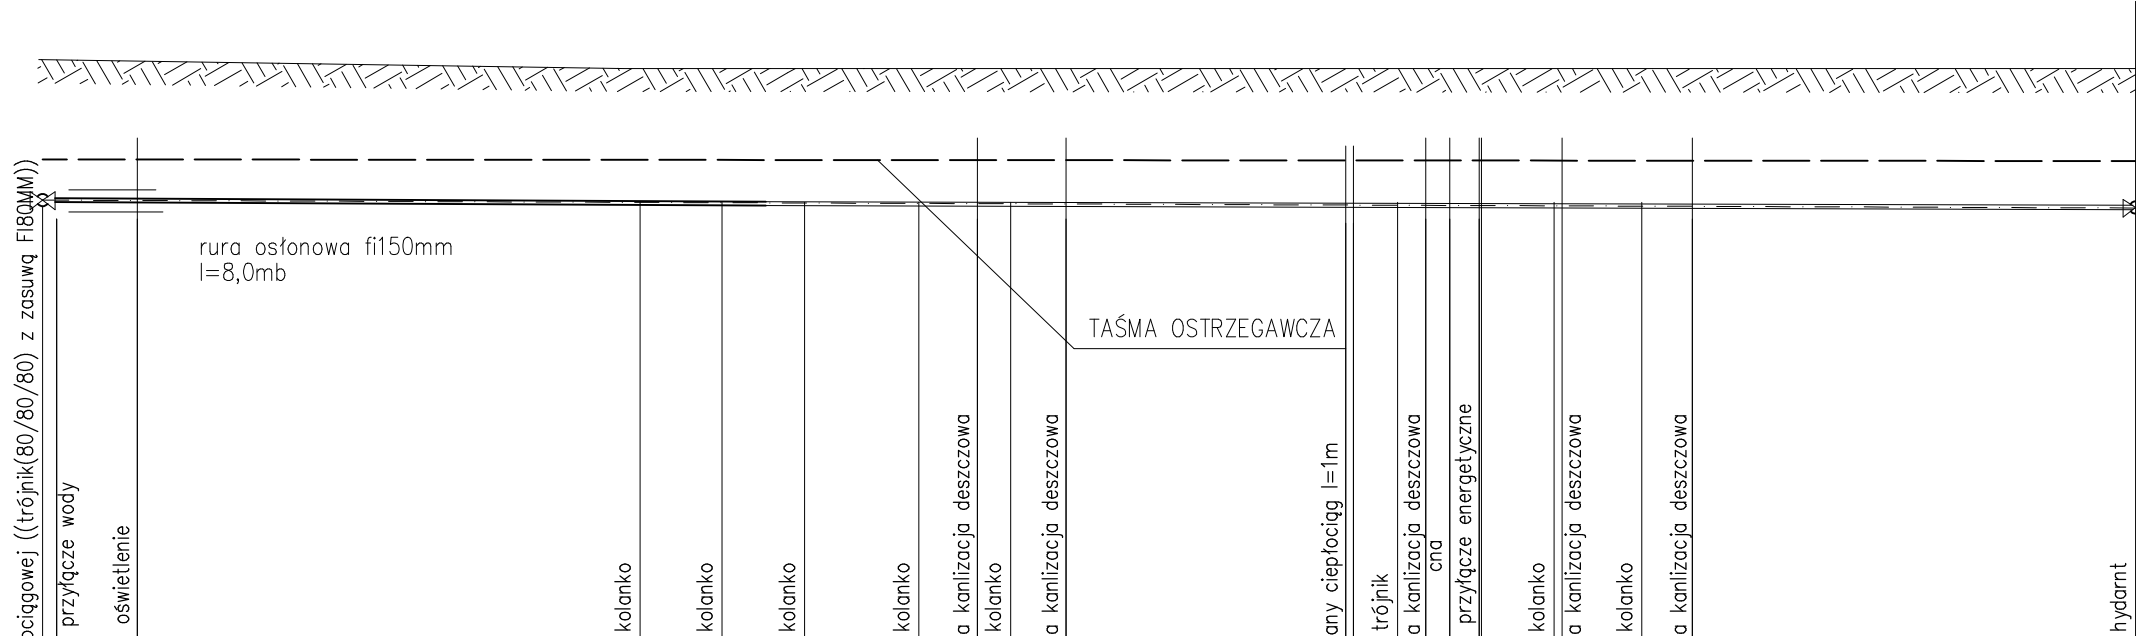 rura osłonowa fi150mm
l=8,0mb
TAŚMA OSTRZEGAWCZA
ociągowej ((trójnik(80/80/80) z zasuwą FI80MM))
przyłącze wody
oświetlenie
kolanko
kolanko
kolanko
kolanko
a kanlizacja deszczowa
kolanko
a kanlizacja deszczowa
any ciepłociąg l=1m
trójnik
a kanlizacja deszczowa
cna
przyłącze energetyczne
kolanko
a kanlizacja deszczowa
kolanko
a kanlizacja deszczowa
hydarnt